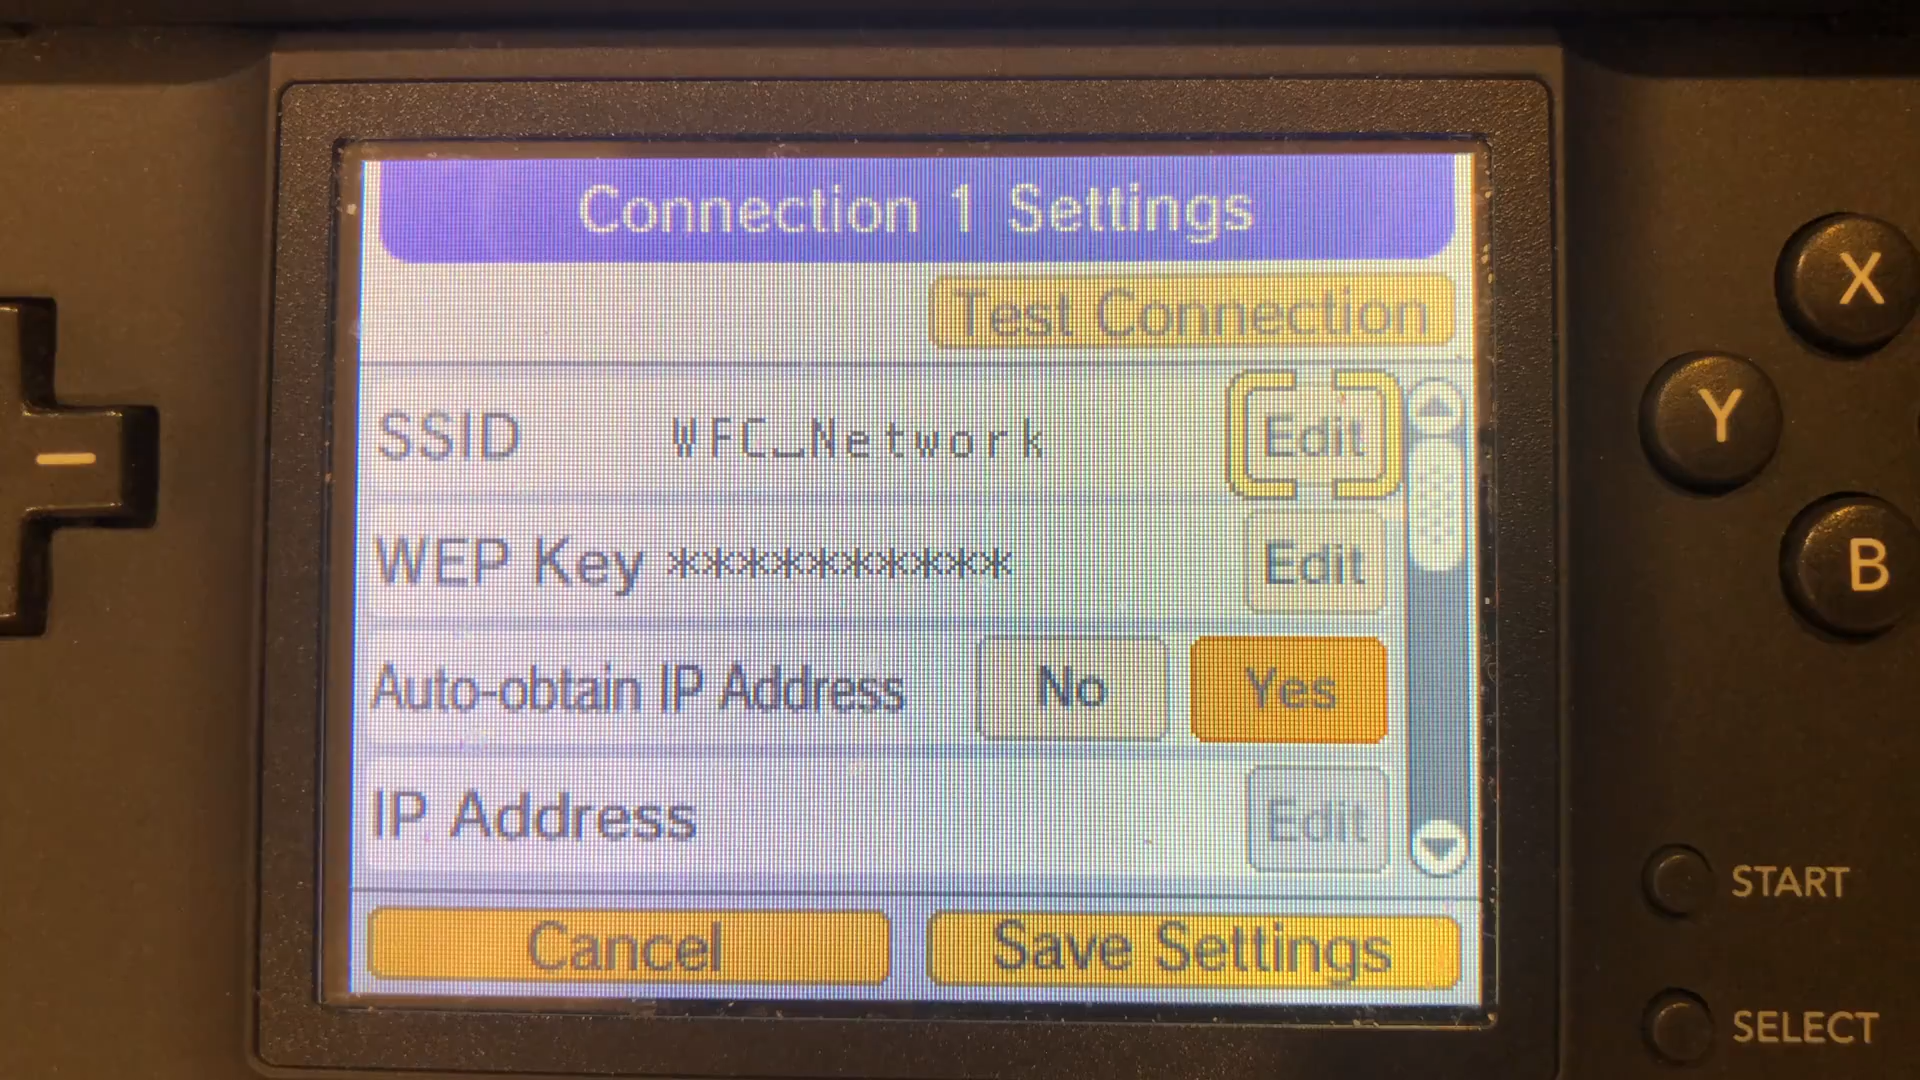 Connection 1 Settings
Test Connection
SSID WFC_Network Edit
WEP Key ********** Edit
Auto-obtain IP Address No Yes
IP Address Edit
Cancel Save Settings
X
Y
B
START
SELECT